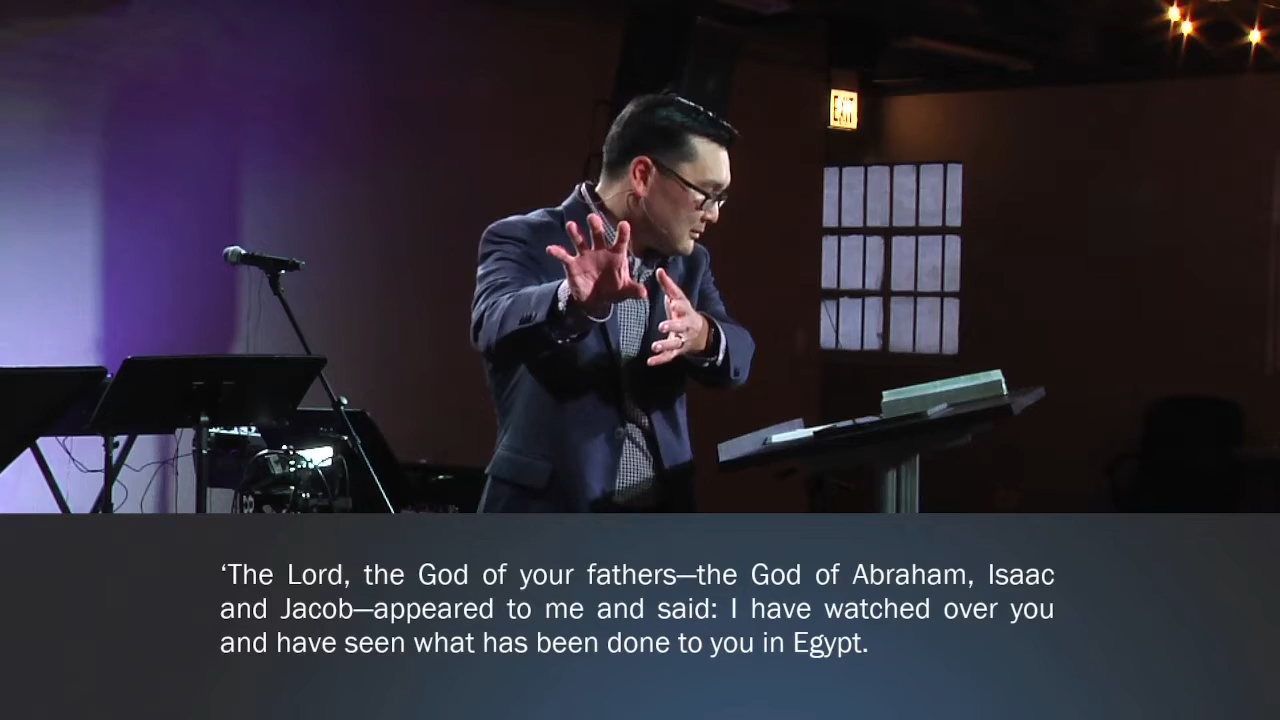 EXIT
‘The Lord, the God of your fathers—the God of Abraham, Isaac
and Jacob—appeared to me and said: I have watched over you
and have seen what has been done to you in Egypt.